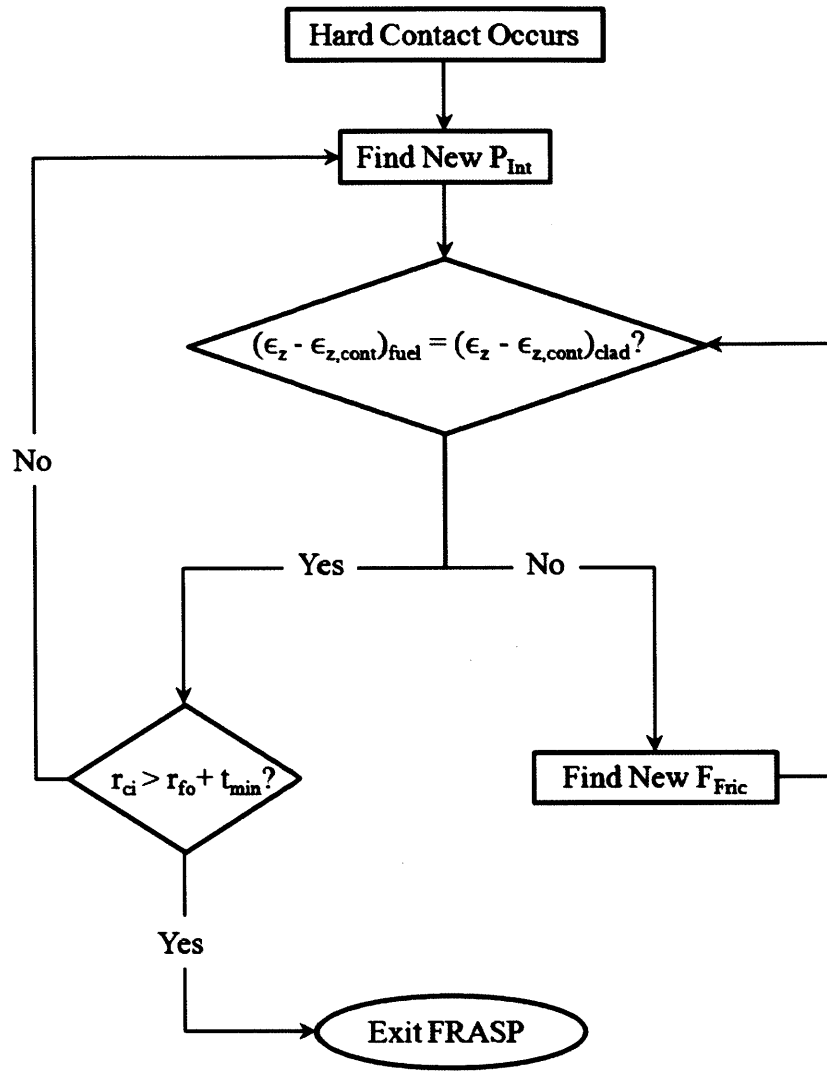 Hard Contact Occurs
Find New P_Int
(ϵ_z - ϵ_z,cont)_fuel = (ϵ_z - ϵ_z,cont)_clad?
No
Yes
No
r_ci > r_fo + t_min?
Find New F_Fric
Yes
Exit FRASP